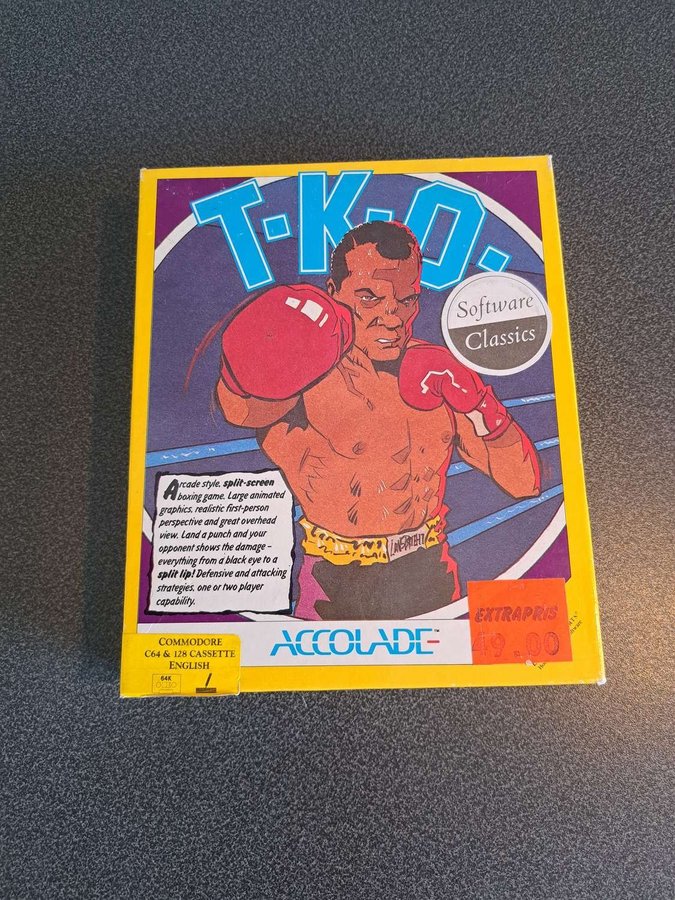 T·K·O·
Software
Classics
Arcade style, split-screen
boxing game. Large animated
graphics, realistic first-person
perspective and great overhead
view. Land a punch and your
opponent shows the damage –
everything from a black eye to a
split lip! Defensive and attacking
strategies, one or two player
capability.
ACCOLADE™
EXTRAPRIS
49.00
COMMODORE
C64 & 128 CASSETTE
ENGLISH
64K